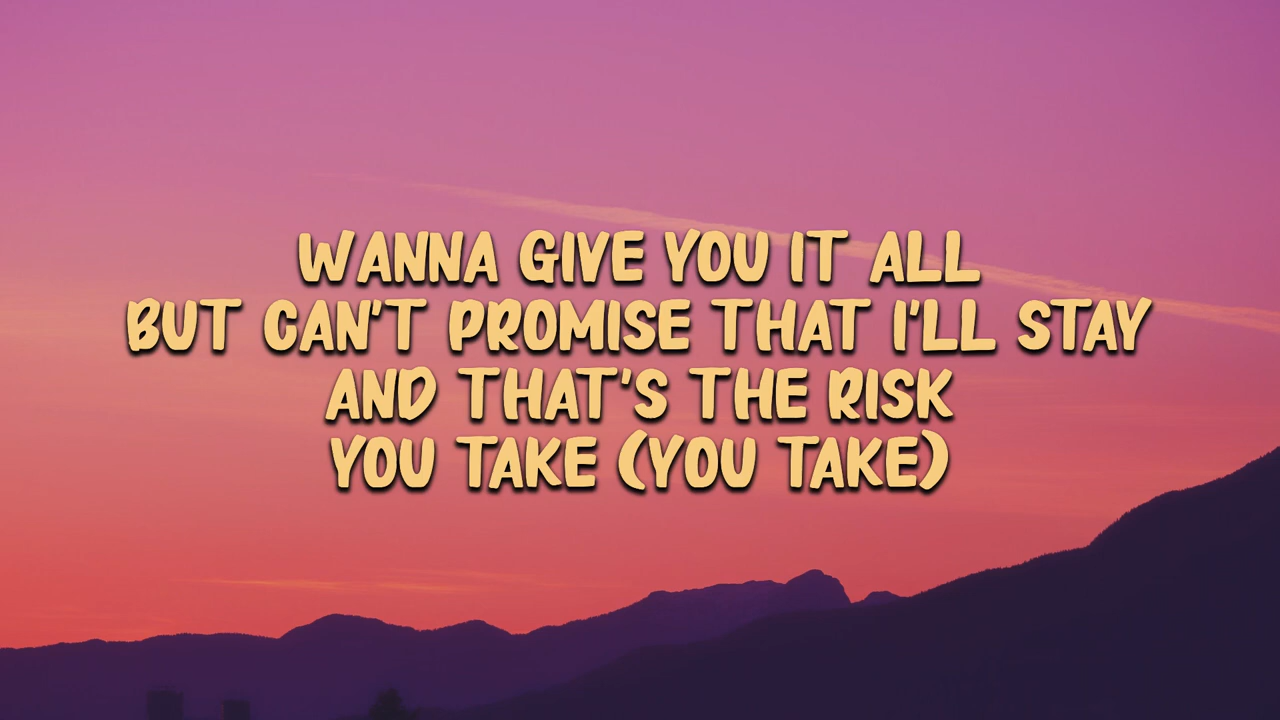 WANNA GIVE YOU IT ALL
BUT CAN'T PROMISE THAT I'LL STAY
AND THAT'S THE RISK
YOU TAKE (YOU TAKE)